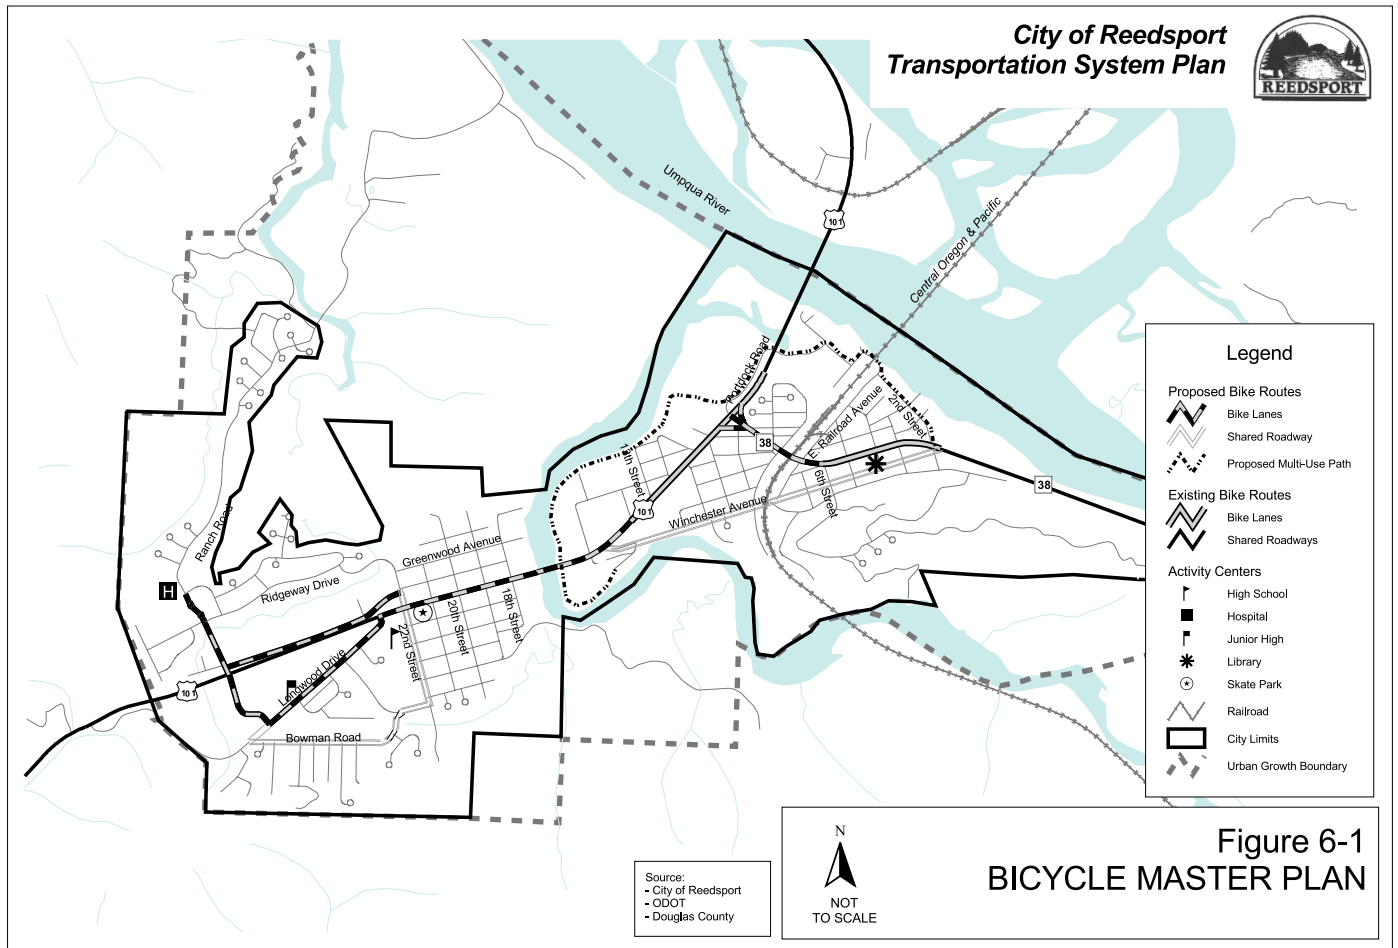 City of Reedsport
Transportation System Plan
REEDSPORT
Umpqua River
101
Central Oregon & Pacific
Portdock Road
38
E. Railroad Avenue
2nd Street
6th Street
Winchester Avenue
101
38
Greenwood Avenue
Ranch Road
Ridgeway Drive
H
18th Street
20th Street
22nd Street
Longwood Drive
101
Bowman Road
Legend
Proposed Bike Routes
Bike Lanes
Shared Roadway
Proposed Multi-Use Path
Existing Bike Routes
Bike Lanes
Shared Roadways
Activity Centers
High School
Hospital
Junior High
Library
Skate Park
Railroad
City Limits
Urban Growth Boundary
Source:
- City of Reedsport
- ODOT
- Douglas County
N
NOT
TO SCALE
Figure 6-1
BICYCLE MASTER PLAN